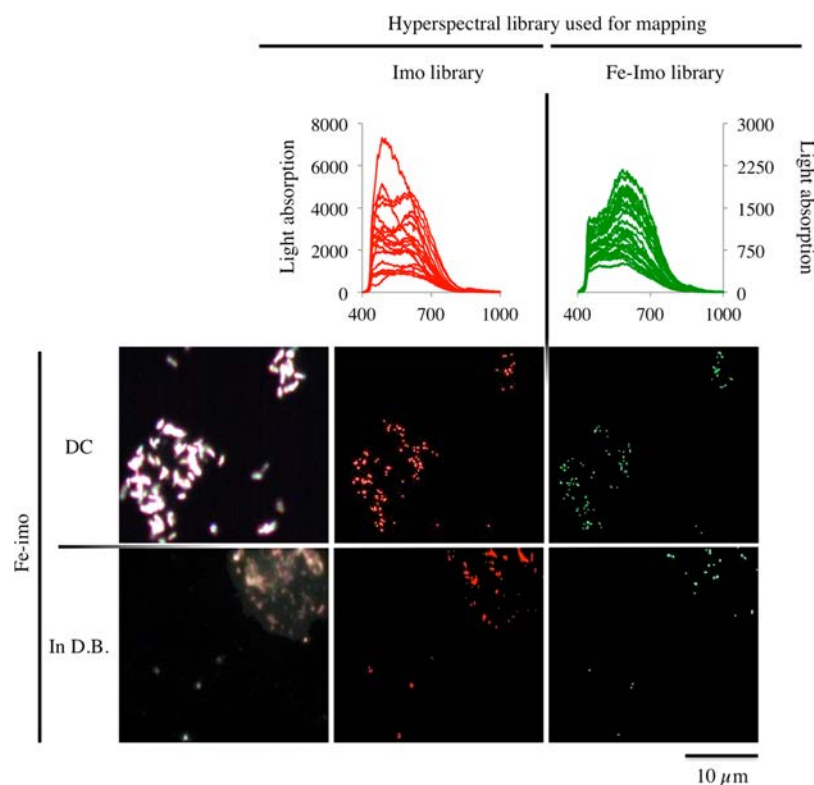 Hyperspectral library used for mapping
Imo library
Fe-Imo library
8000
6000
4000
2000
0
Light absorption
400
700
1000
3000
2250
1500
750
0
Light absorption
400
700
1000
Fe-imo
DC
In D.B.
10 µm